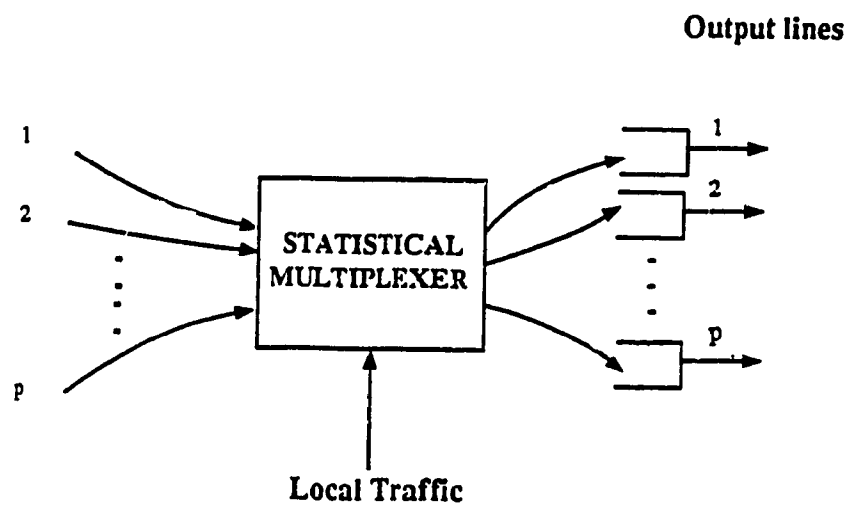 Output lines
1
1
2
2
STATISTICAL
MULTIPLEXER
p
p
Local Traffic